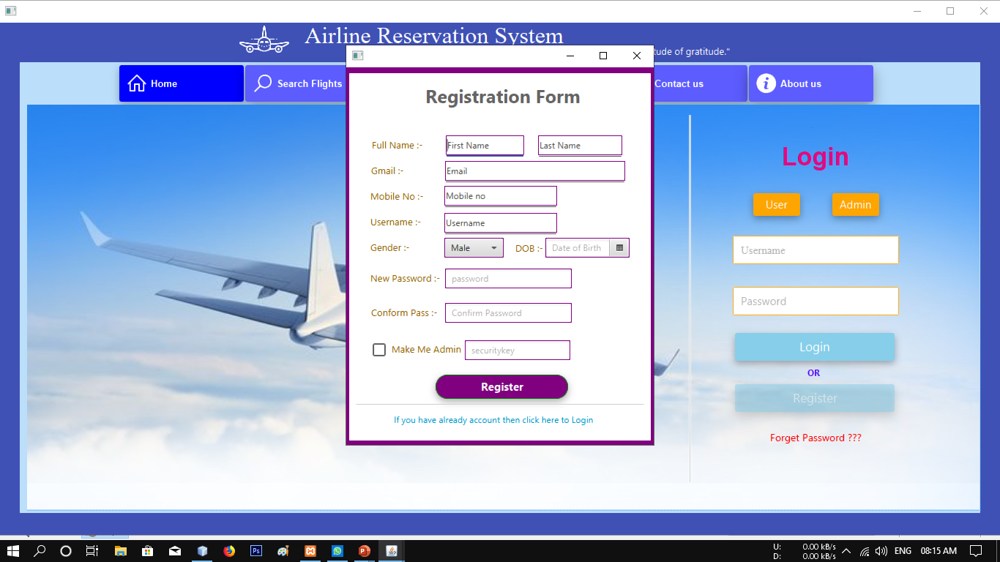 Airline Reservation System
tude of gratitude."
Home
Search Flights
Contact us
About us
Registration Form
Full Name :-
First Name
Last Name
Gmail :-
Email
Mobile No :-
Mobile no
Username :-
Username
Gender :-
Male
DOB :-
Date of Birth
New Password :-
password
Conform Pass :-
Confirm Password
Make Me Admin
securitykey
Register
If you have already account then click here to Login
Login
User
Admin
Username
Password
Login
OR
Register
Forget Password ???
Ps
U: 0.00 kB/s
D: 0.00 kB/s
ENG
08:15 AM